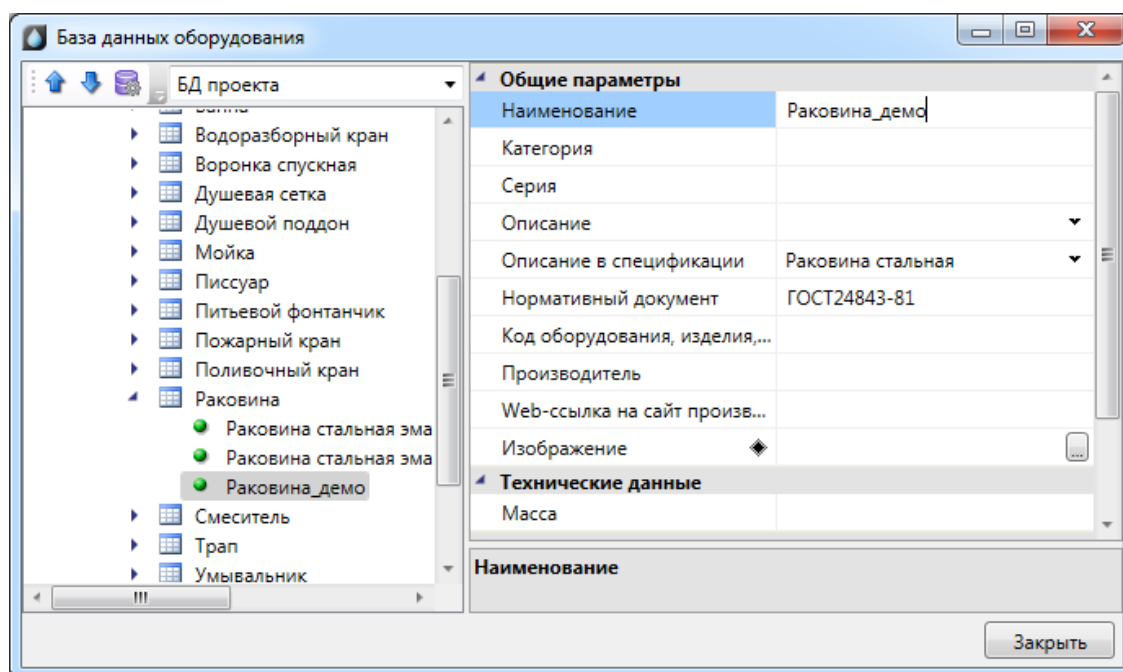 База данных оборудования
БД проекта
Ванна
Водоразборный кран
Воронка спускная
Душевая сетка
Душевой поддон
Мойка
Писсуар
Питьевой фонтанчик
Пожарный кран
Поливочный кран
Раковина
Раковина стальная эма
Раковина стальная эма
Раковина_демо
Смеситель
Трап
Умывальник
Общие параметры
Наименование Раковина_демо
Категория
Серия
Описание
Описание в спецификации Раковина стальная
Нормативный документ ГОСТ24843-81
Код оборудования, изделия,...
Производитель
Web-ссылка на сайт произв...
Изображение ...
Технические данные
Масса
Наименование
Закрыть